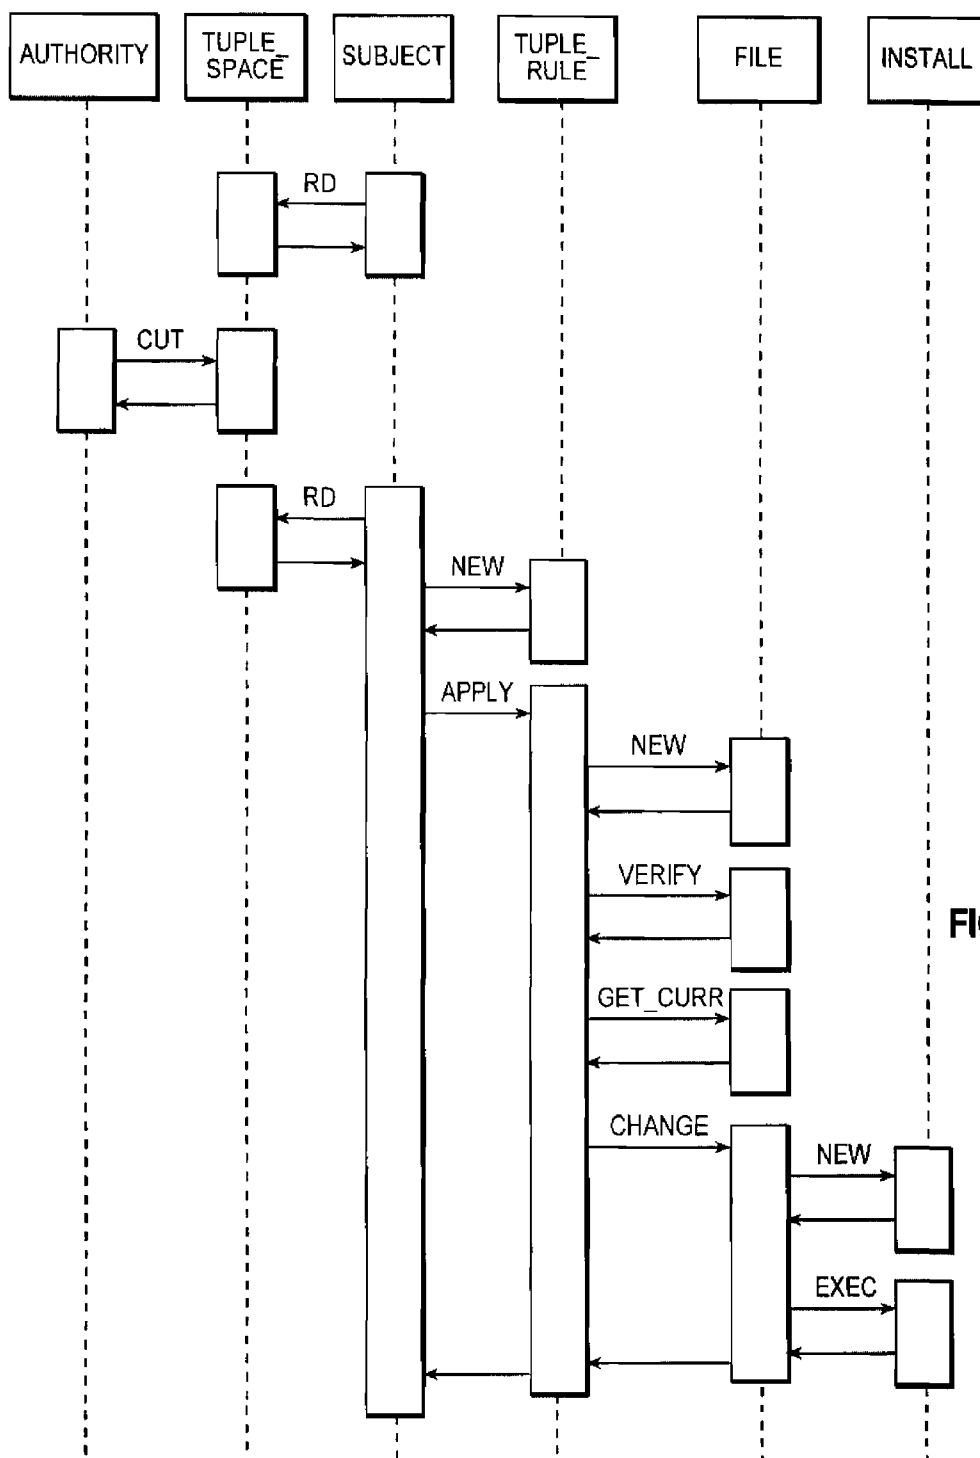 AUTHORITY
TUPLE_
SPACE
SUBJECT
TUPLE_
RULE
FILE
INSTALL
RD
CUT
RD
NEW
APPLY
NEW
VERIFY
GET_CURR
CHANGE
NEW
EXEC